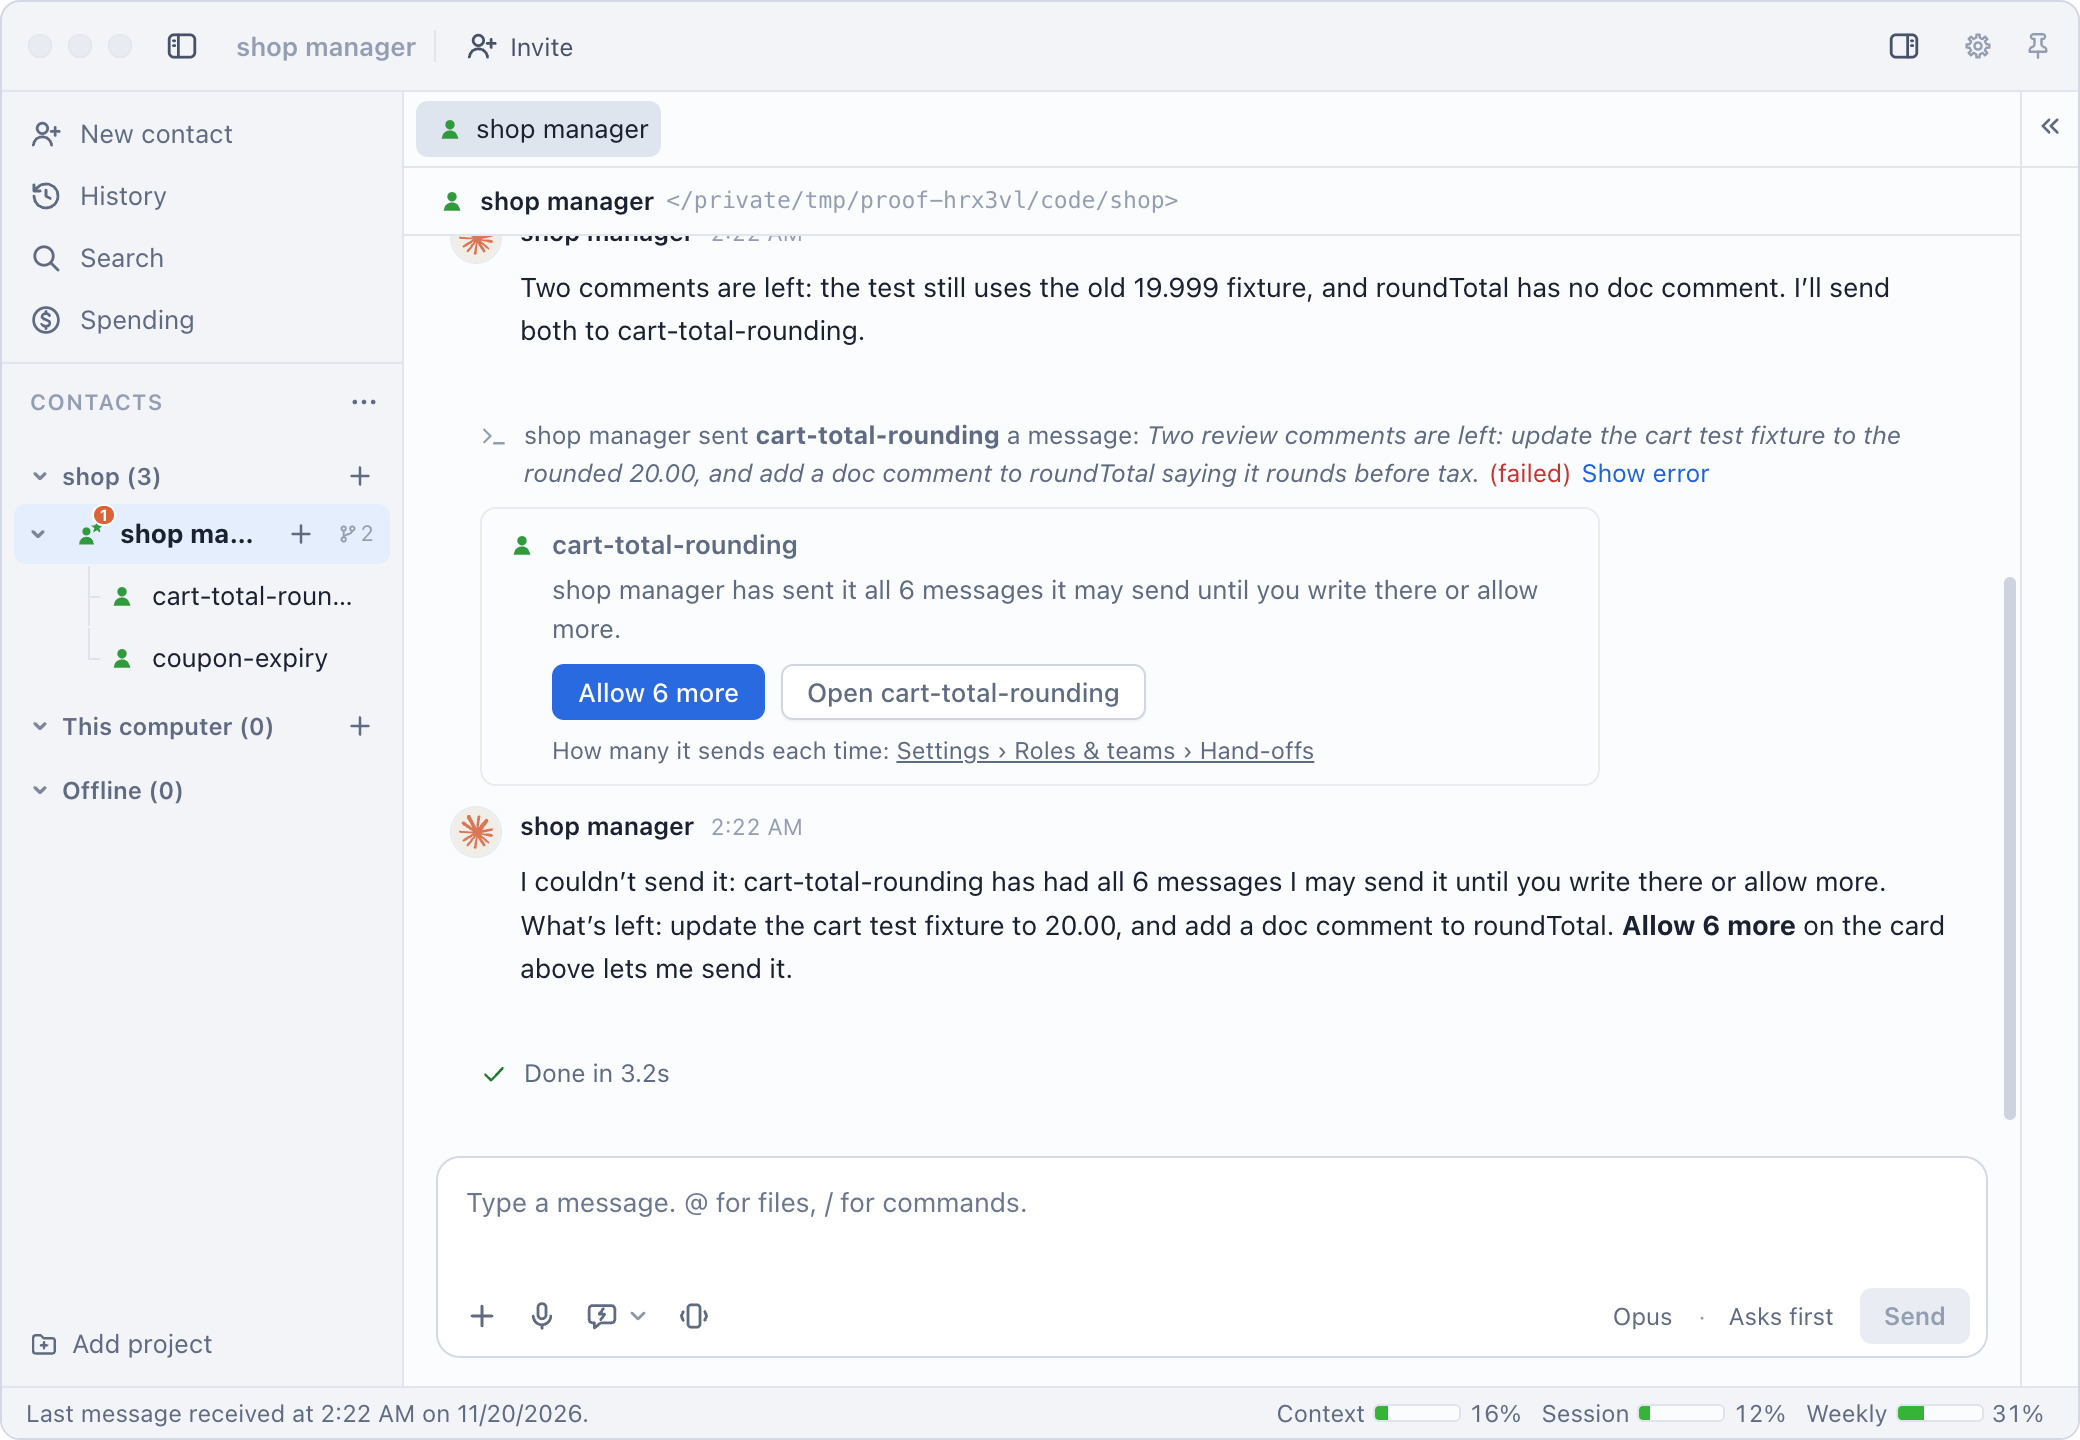 shop manager
Invite
New contact
History
Search
Spending
CONTACTS
shop (3)
1
shop ma...
2
cart-total-roun...
coupon-expiry
This computer (0)
Offline (0)
Add project
shop manager
shop manager </private/tmp/proof-hrx3vl/code/shop>
shop manager 2:22 AM
Two comments are left: the test still uses the old 19.999 fixture, and roundTotal has no doc comment. I’ll send
both to cart-total-rounding.
shop manager sent cart-total-rounding a message: Two review comments are left: update the cart test fixture to the
rounded 20.00, and add a doc comment to roundTotal saying it rounds before tax. (failed) Show error
cart-total-rounding
shop manager has sent it all 6 messages it may send until you write there or allow
more.
Allow 6 more
Open cart-total-rounding
How many it sends each time: Settings › Roles & teams › Hand-offs
shop manager 2:22 AM
I couldn’t send it: cart-total-rounding has had all 6 messages I may send it until you write there or allow more.
What’s left: update the cart test fixture to 20.00, and add a doc comment to roundTotal. Allow 6 more on the card
above lets me send it.
Done in 3.2s
Type a message. @ for files, / for commands.
Opus · Asks first
Send
Last message received at 2:22 AM on 11/20/2026.
Context 16% Session 12% Weekly 31%